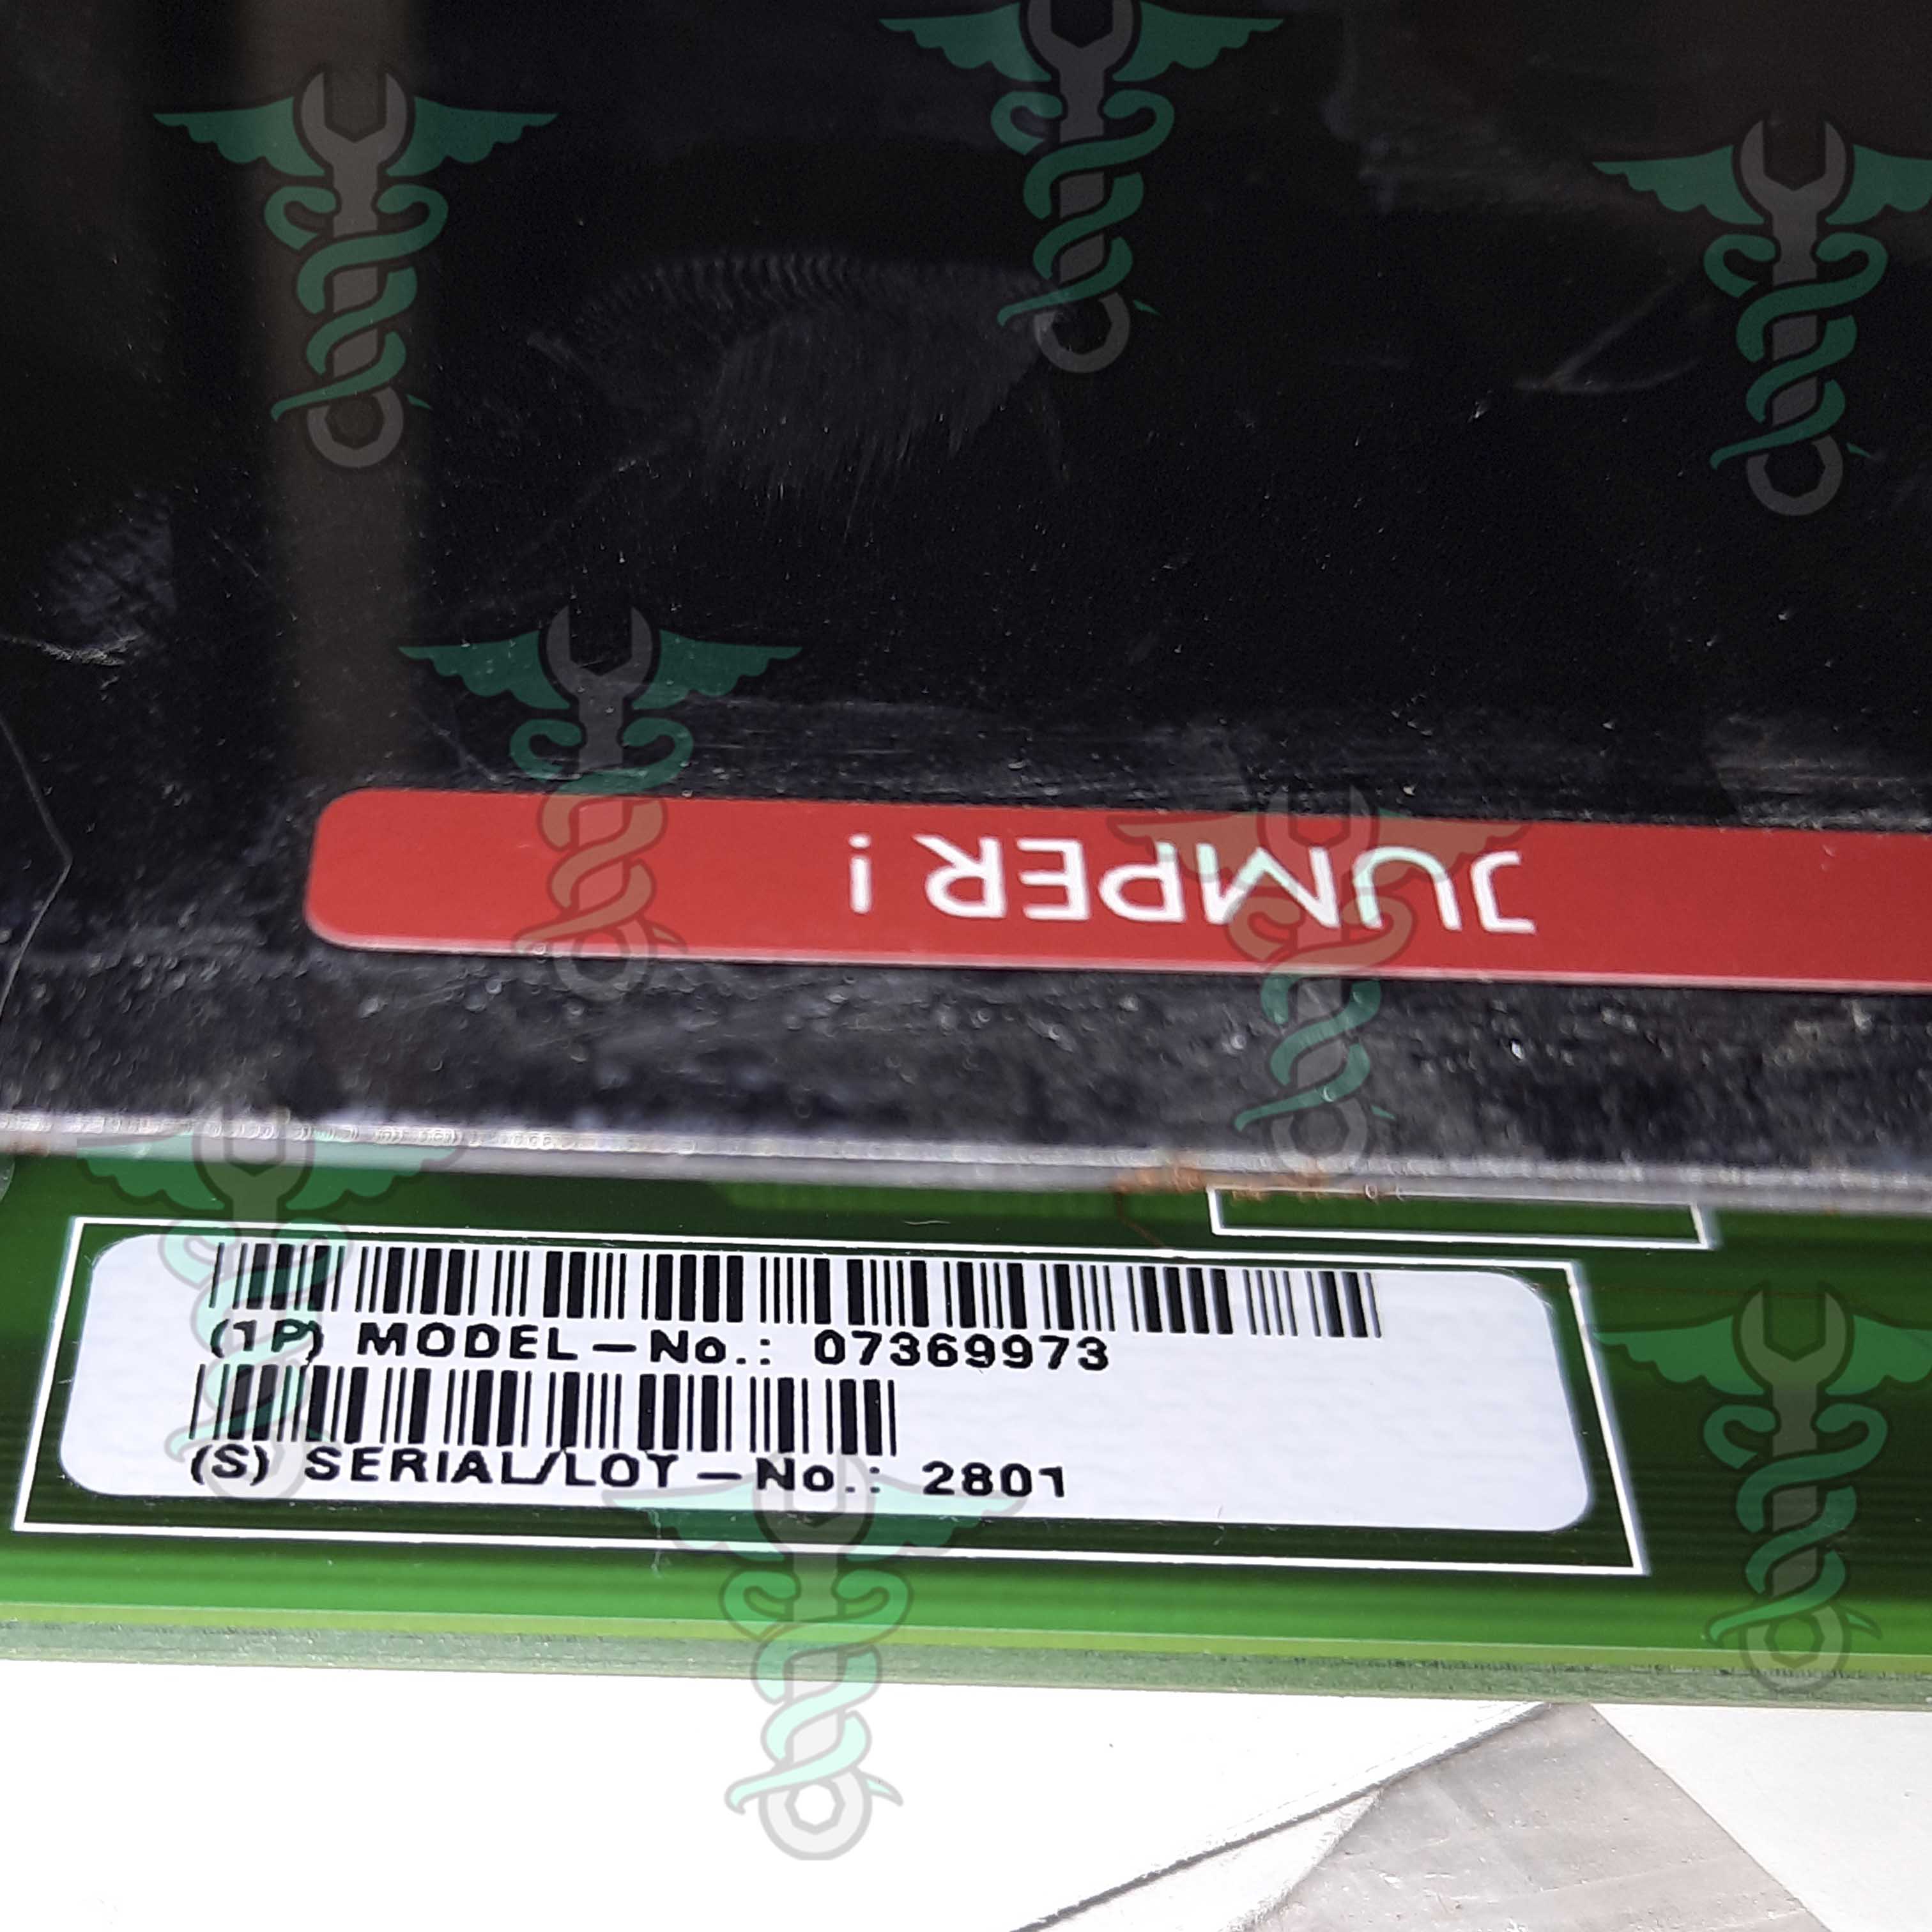 JUMPER!
(1P) MODEL-No.: 07369973
(S) SERIAL/LOT-No.: 2801